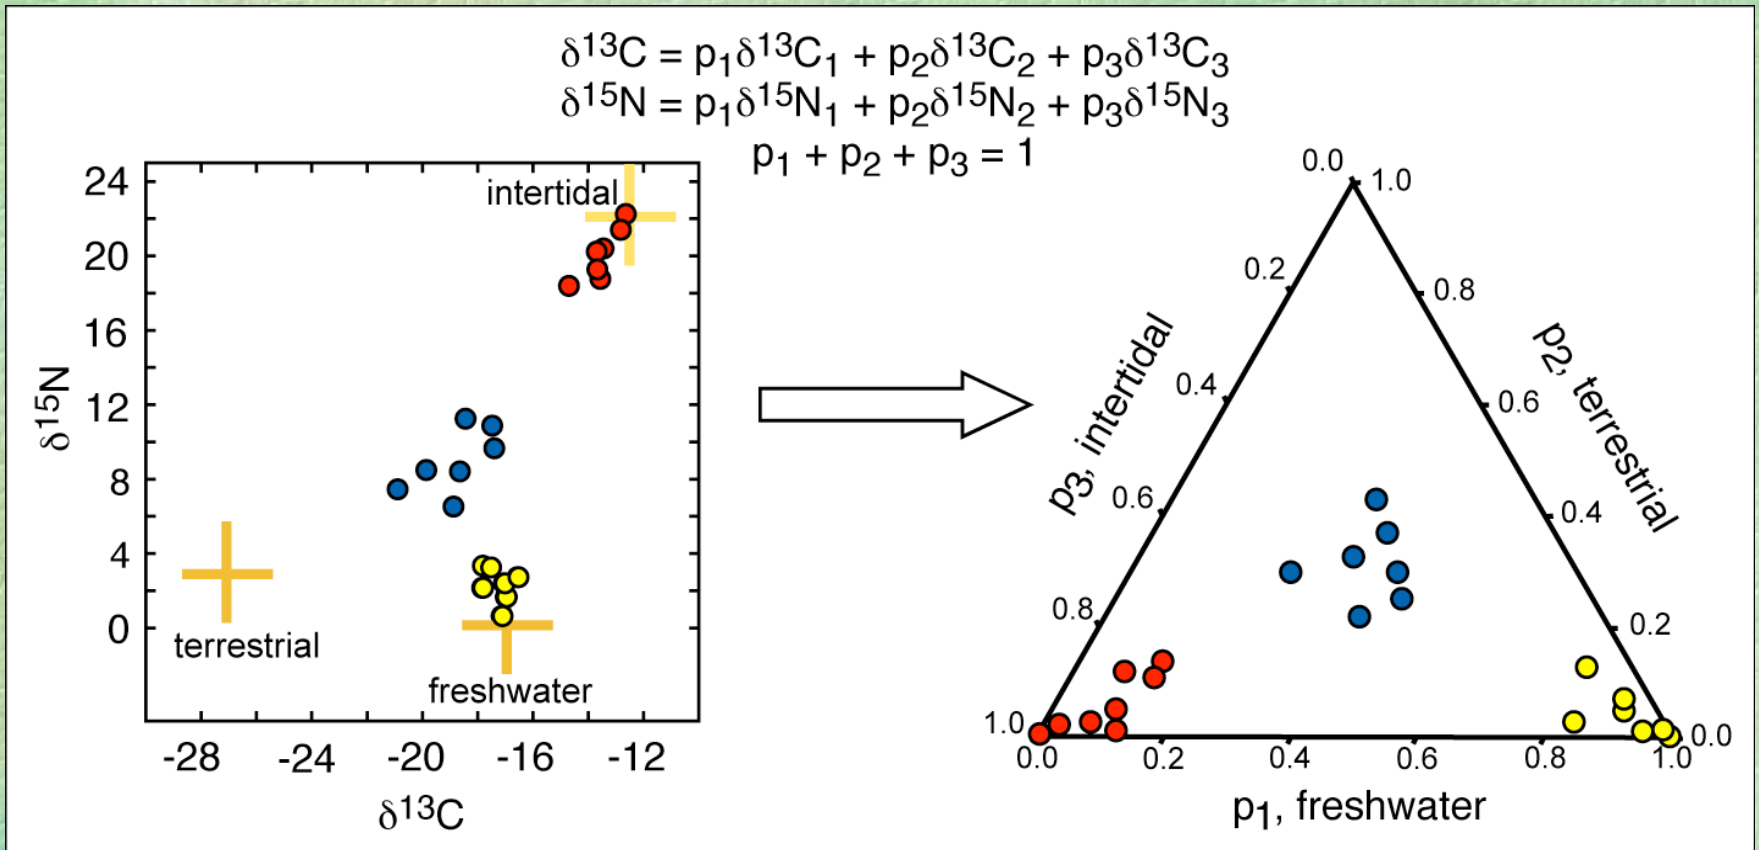 δ13C = p1δ13C1 + p2δ13C2 + p3δ13C3
δ15N = p1δ15N1 + p2δ15N2 + p3δ15N3
p1 + p2 + p3 = 1
24
20
16
12
8
4
0
δ15N
intertidal
terrestrial
freshwater
-28 -24 -20 -16 -12
δ13C
0.0
0.2
0.4
0.6
0.8
1.0
p3, intertidal
1.0
0.8
0.6
0.4
0.2
0.0
p2, terrestrial
0.0 0.2 0.4 0.6 0.8 1.0
p1, freshwater